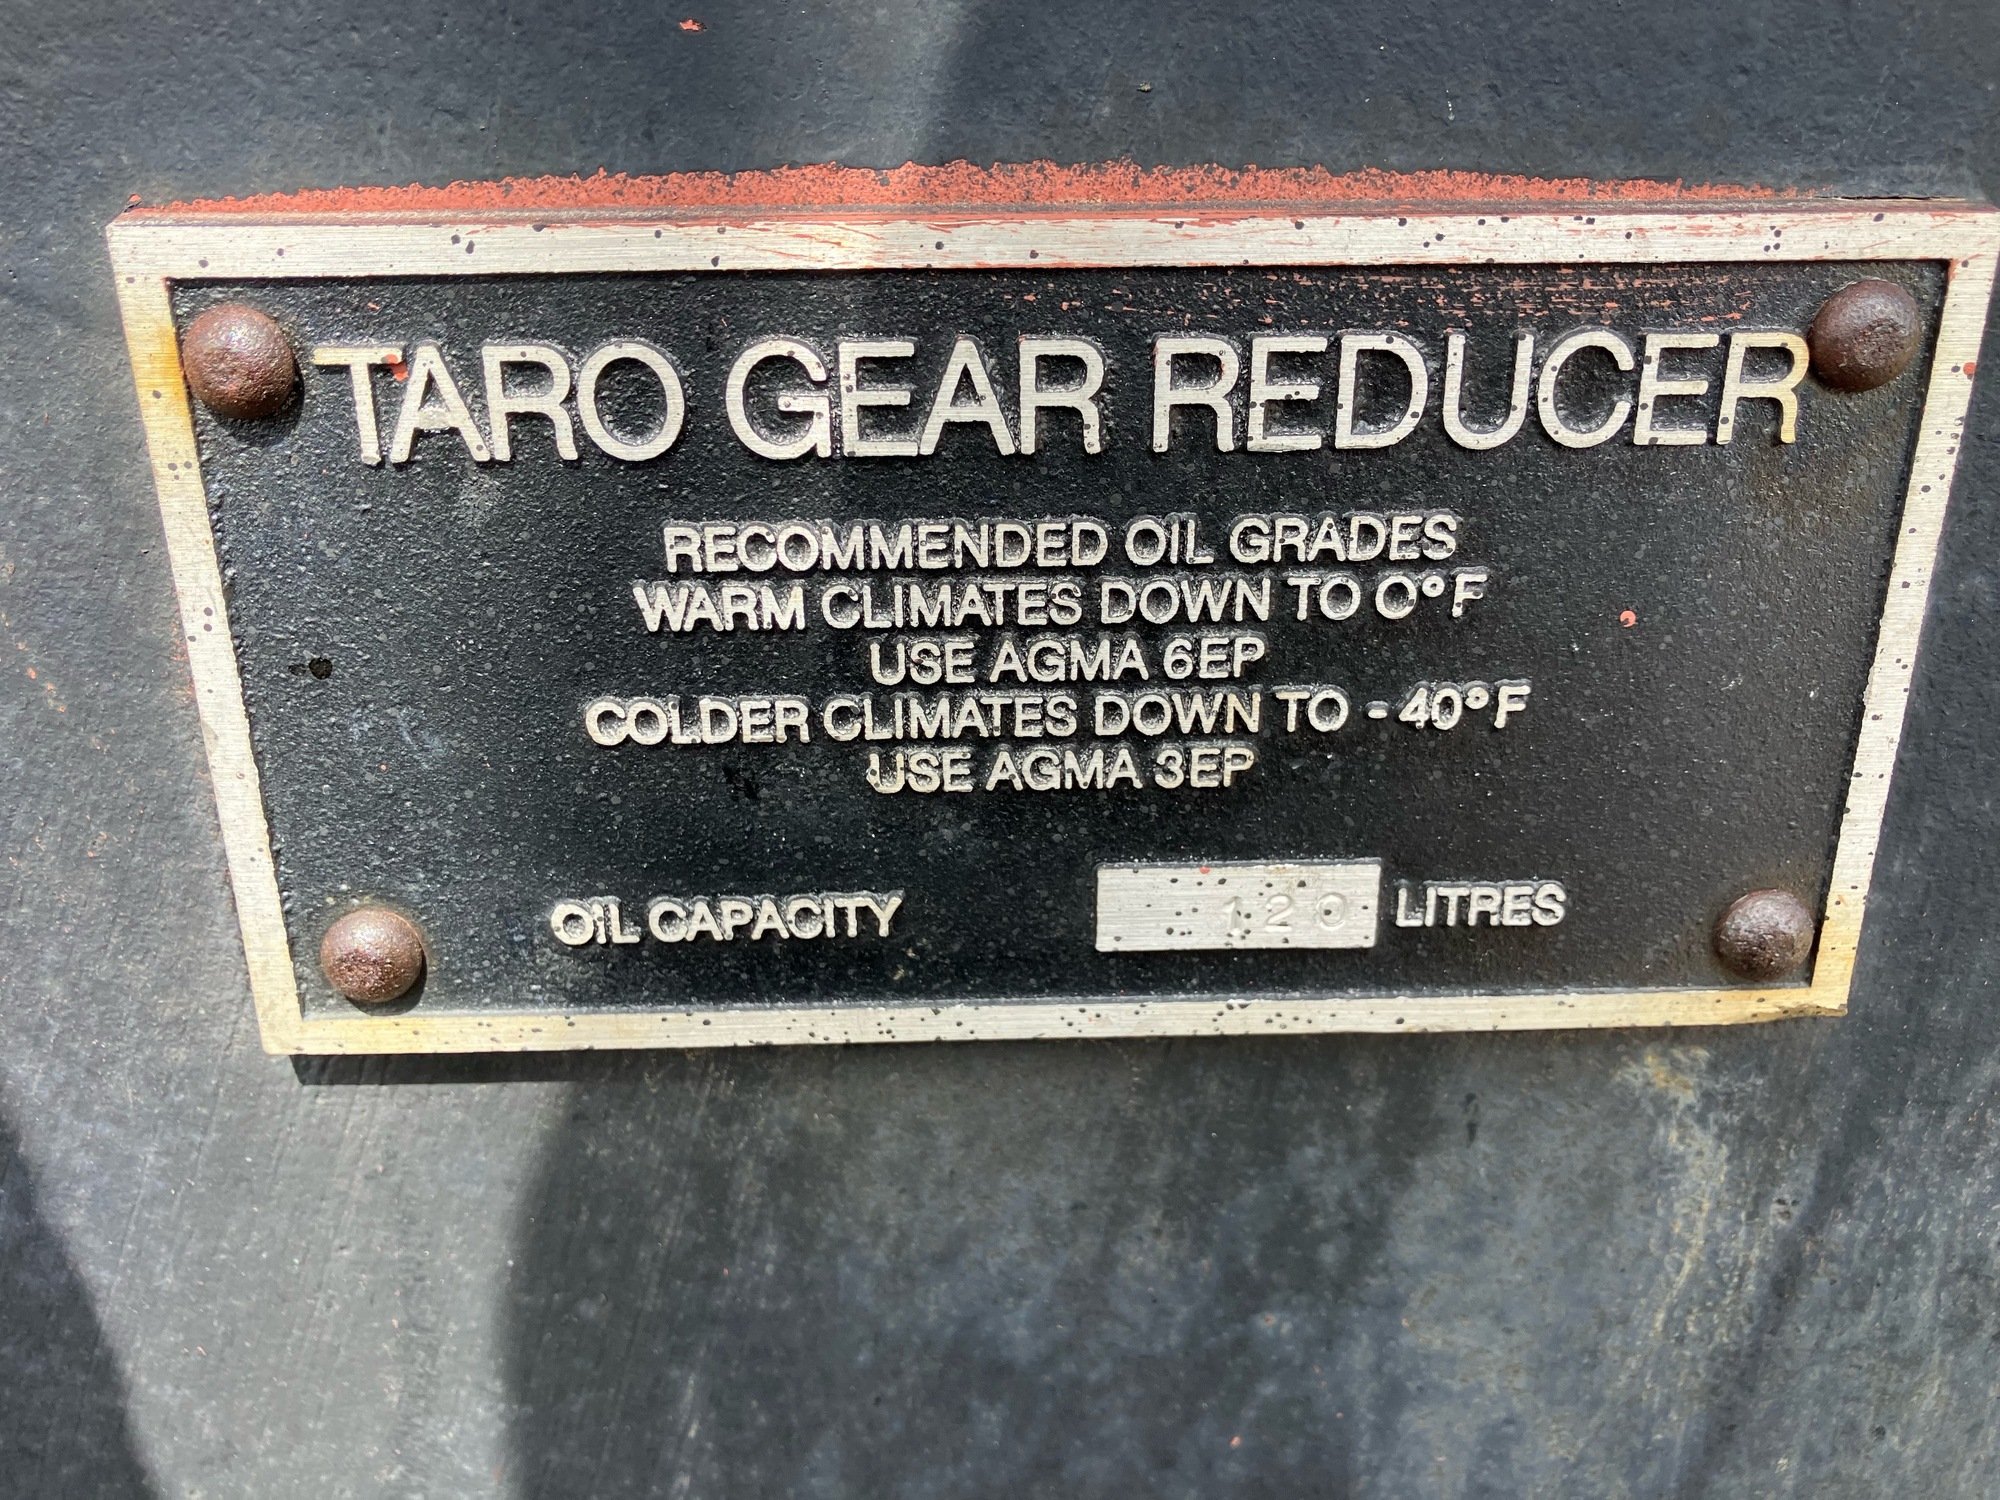 TARO GEAR REDUCER
RECOMMENDED OIL GRADES
WARM CLIMATES DOWN TO 0°F
USE AGMA 6EP
COLDER CLIMATES DOWN TO - 40°F
USE AGMA 3EP
OIL CAPACITY 120 LITRES